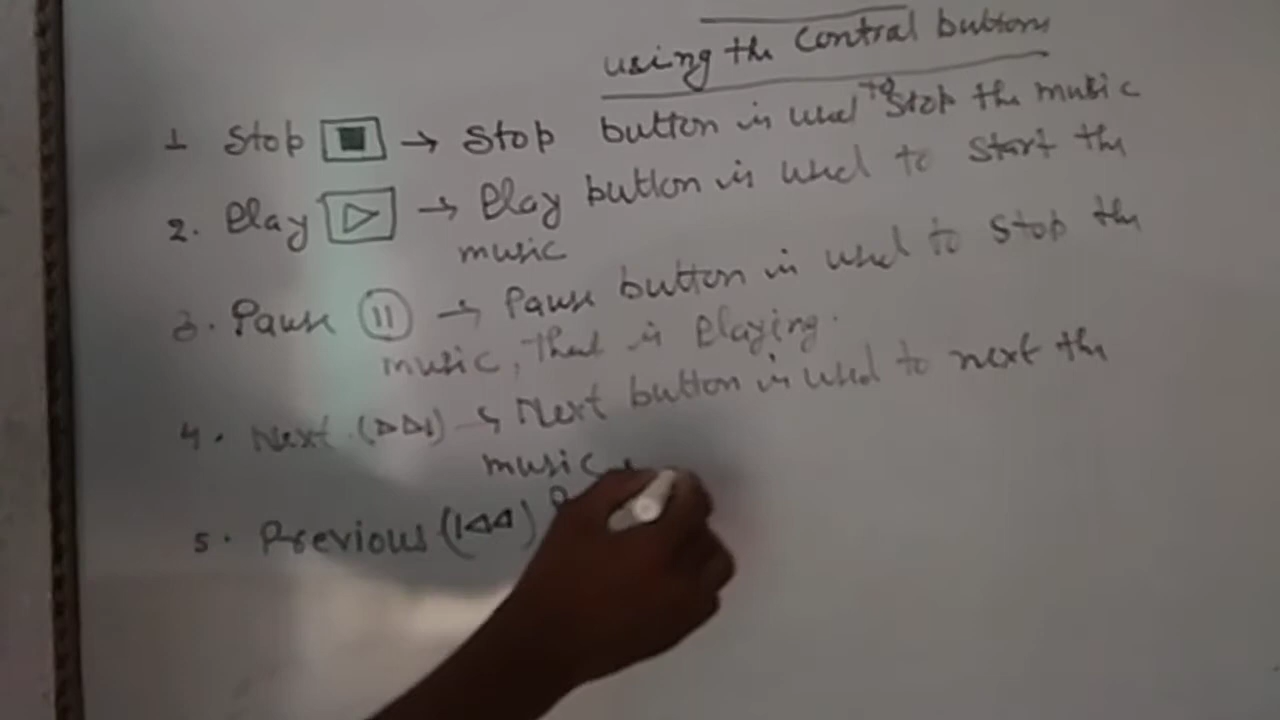 using the Control buttons
1 Stop → Stop button is used to stop the music
2. Play → Play button is used to start the
music
3. Pause → Pause button is used to stop the
music, that is Playing.
4. Next → Next button is used to next the
music
5. Previous